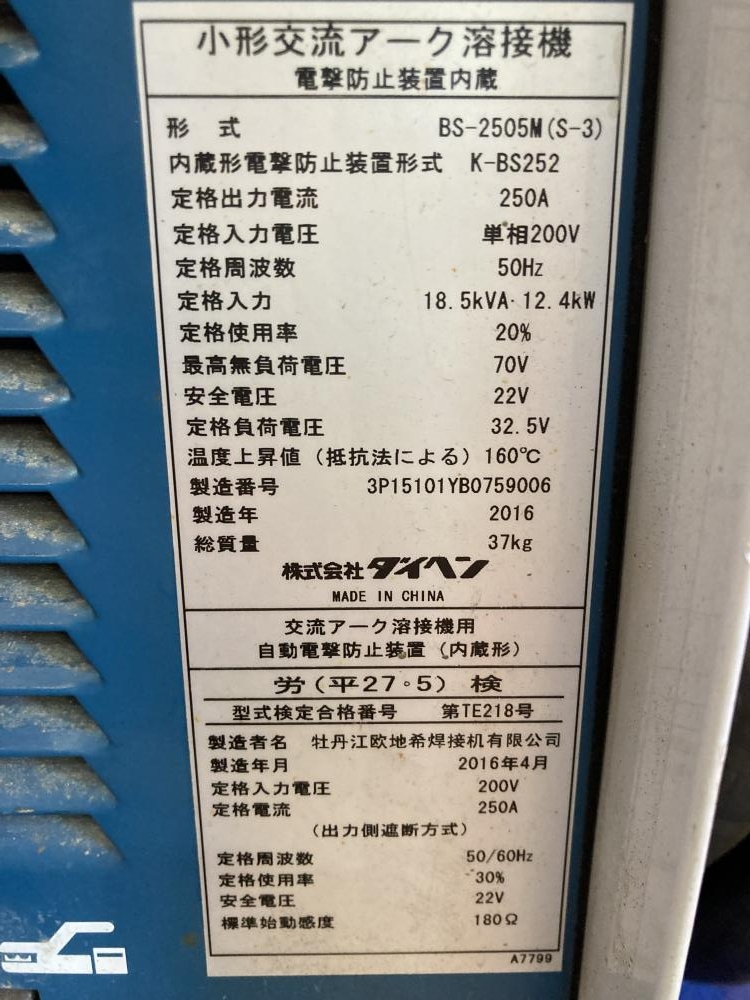 小形交流アーク溶接機
電撃防止装置内蔵
形 式 BS-2505M(S-3)
内蔵形電撃防止装置形式 K-BS252
定格出力電流 250A
定格入力電圧 単相200V
定格周波数 50Hz
定格入力 18.5kVA·12.4kW
定格使用率 20%
最高無負荷電圧 70V
安全電圧 22V
定格負荷電圧 32.5V
温度上昇値(抵抗法による) 160℃
製造番号 3P15101YB0759006
製造年 2016
総質量 37kg
株式会社ダイヘン
MADE IN CHINA
交流アーク溶接機用
自動電撃防止装置(内蔵形)
労(平27。5)検
型式検定合格番号 第TE218号
製造者名 牡丹江欧地希焊接机有限公司
製造年月 2016年4月
定格入力電圧 200V
定格電流 250A
(出力側遮断方式)
定格周波数 50/60Hz
定格使用率 30%
安全電圧 22V
標準始動感度 180Ω
A7799